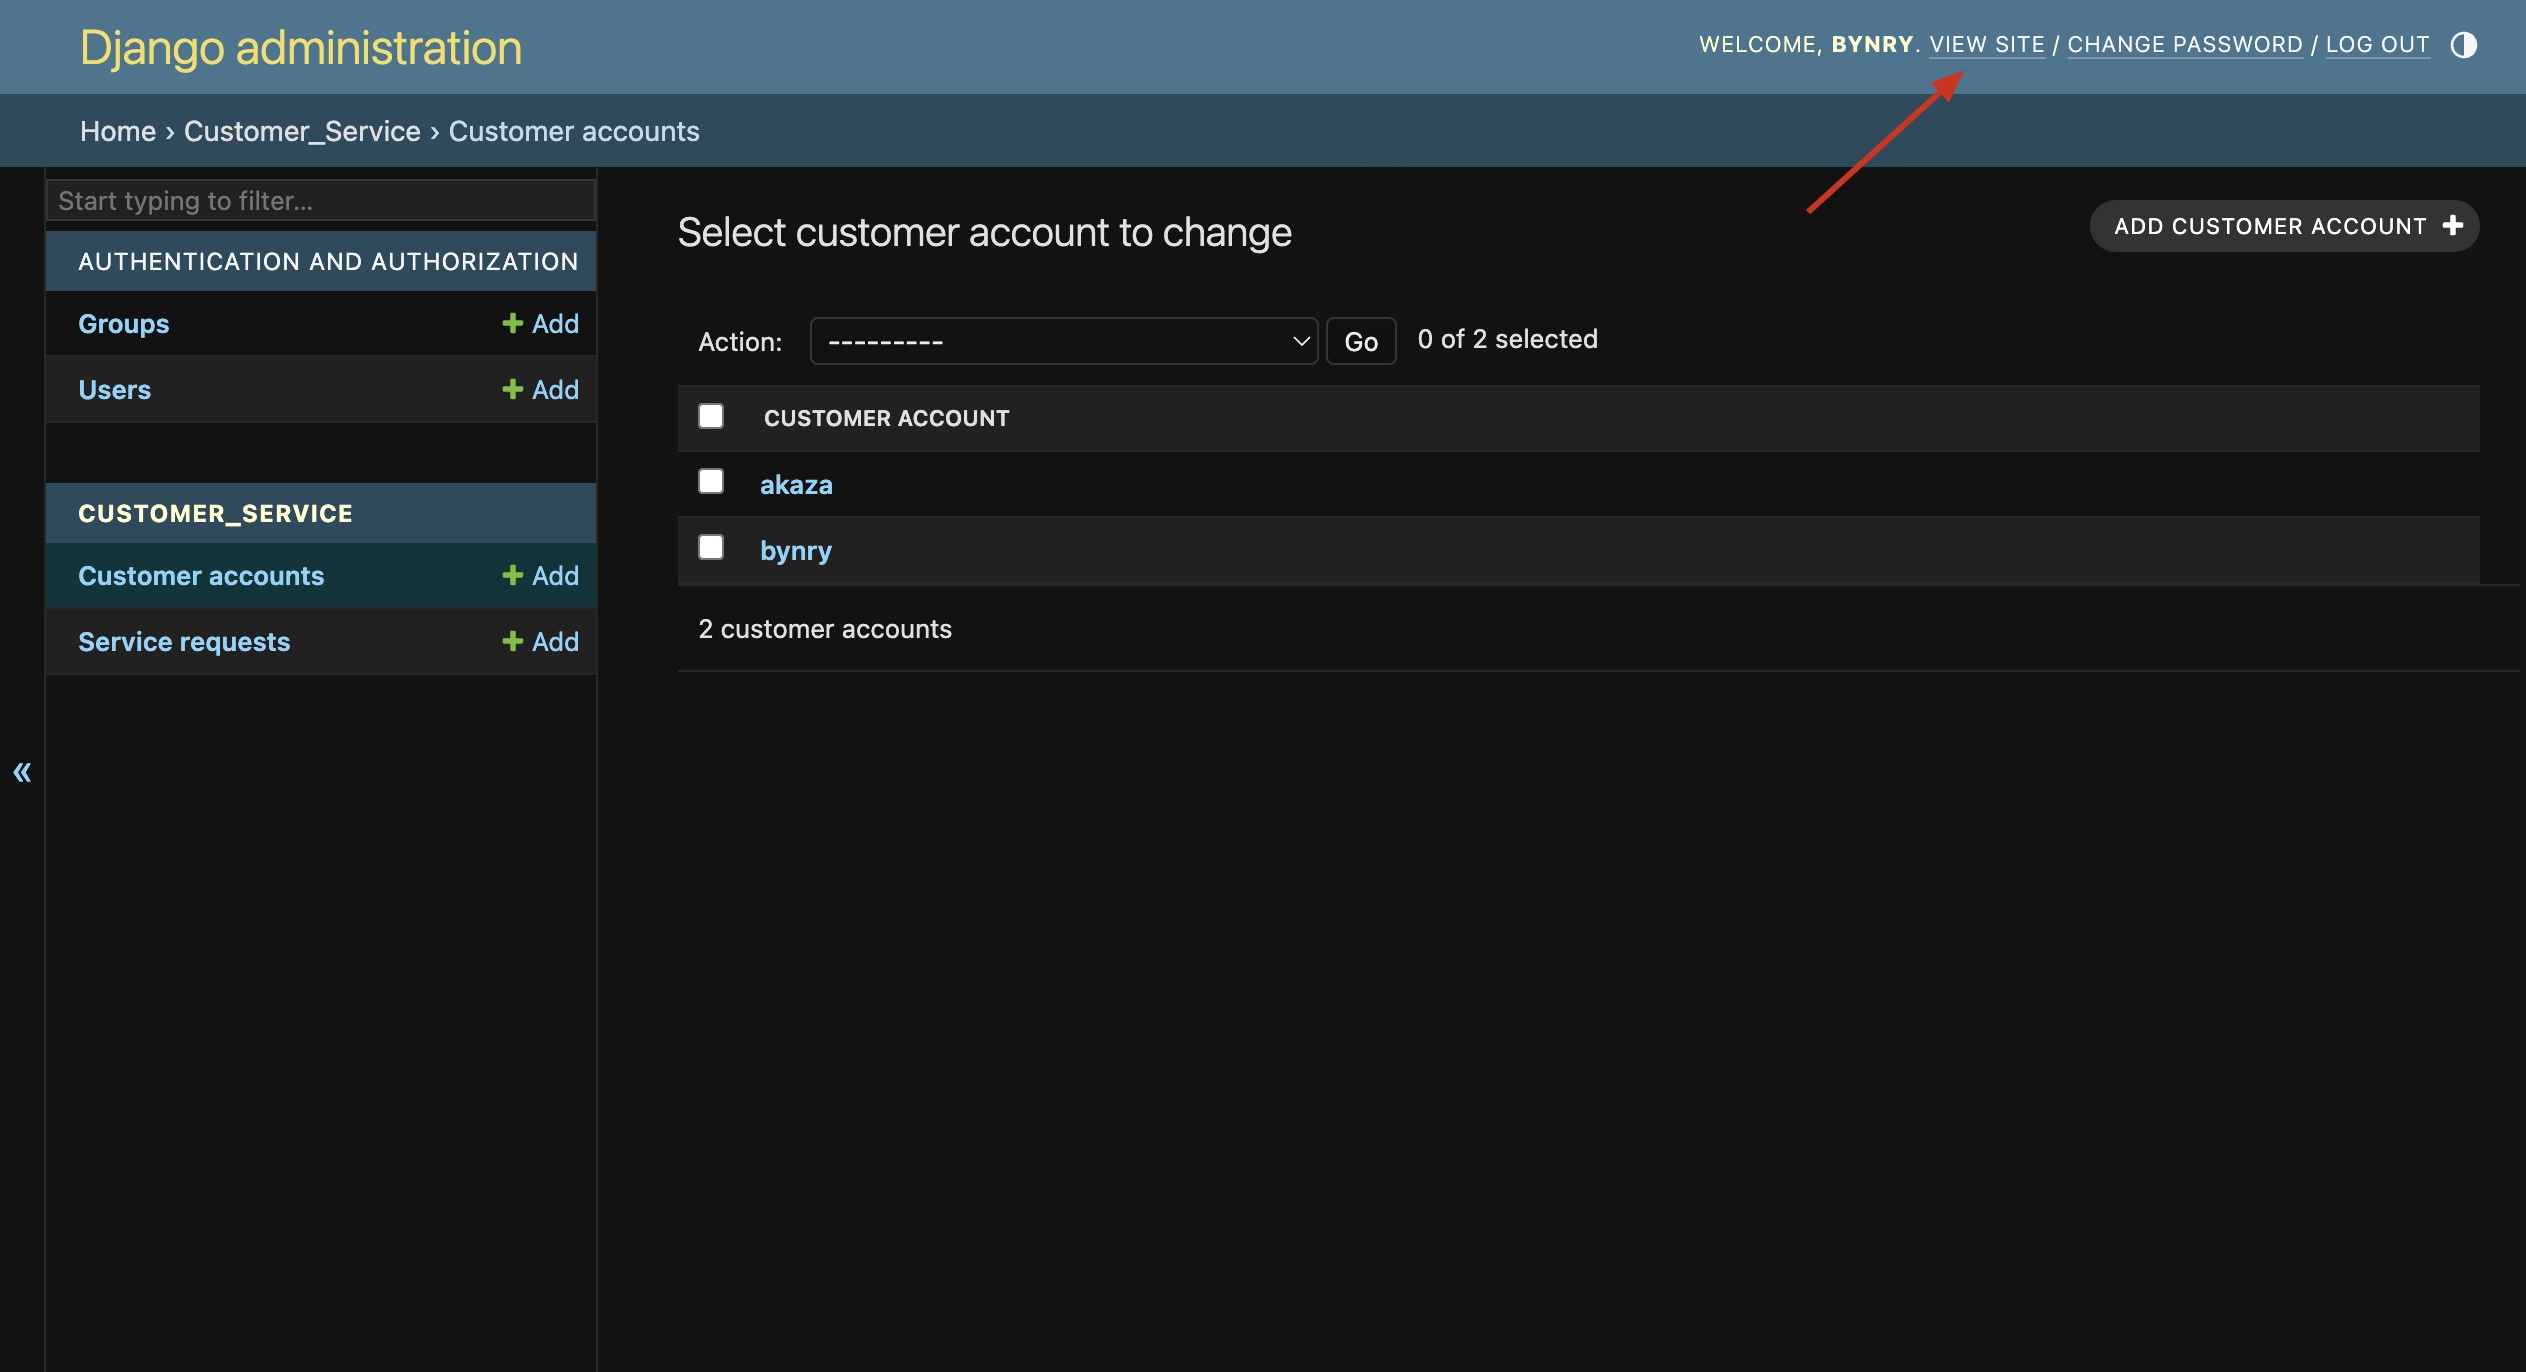 Django administration
WELCOME, BYNRY. VIEW SITE / CHANGE PASSWORD / LOG OUT
Home › Customer_Service › Customer accounts
Start typing to filter...
AUTHENTICATION AND AUTHORIZATION
Groups
Add
Users
Add
CUSTOMER_SERVICE
Customer accounts
Add
Service requests
Add
«
Select customer account to change
ADD CUSTOMER ACCOUNT
Action: --------- Go 0 of 2 selected
CUSTOMER ACCOUNT
akaza
bynry
2 customer accounts